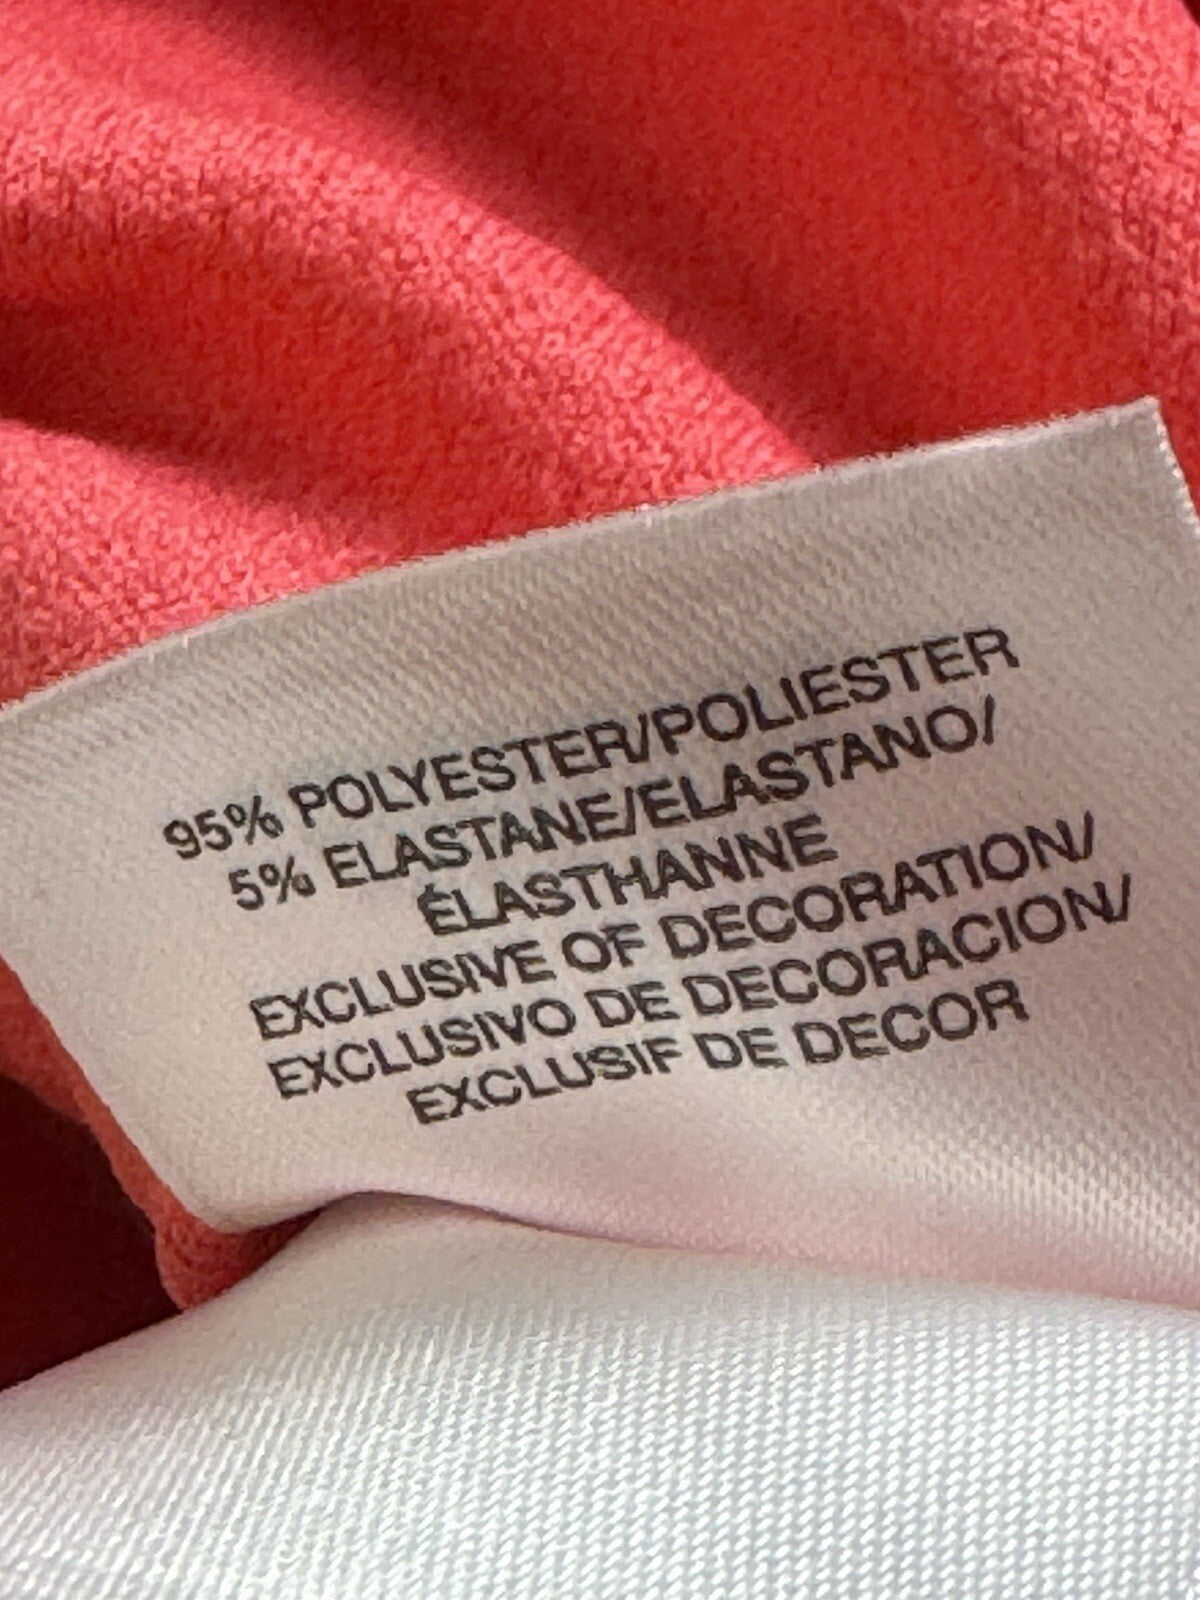 95% POLYESTER/POLIESTER
5% ELASTANE/ELASTANO/
ÉLASTHANNE
EXCLUSIVE OF DECORATION/
EXCLUSIVO DE DECORACION/
EXCLUSIF DE DECOR